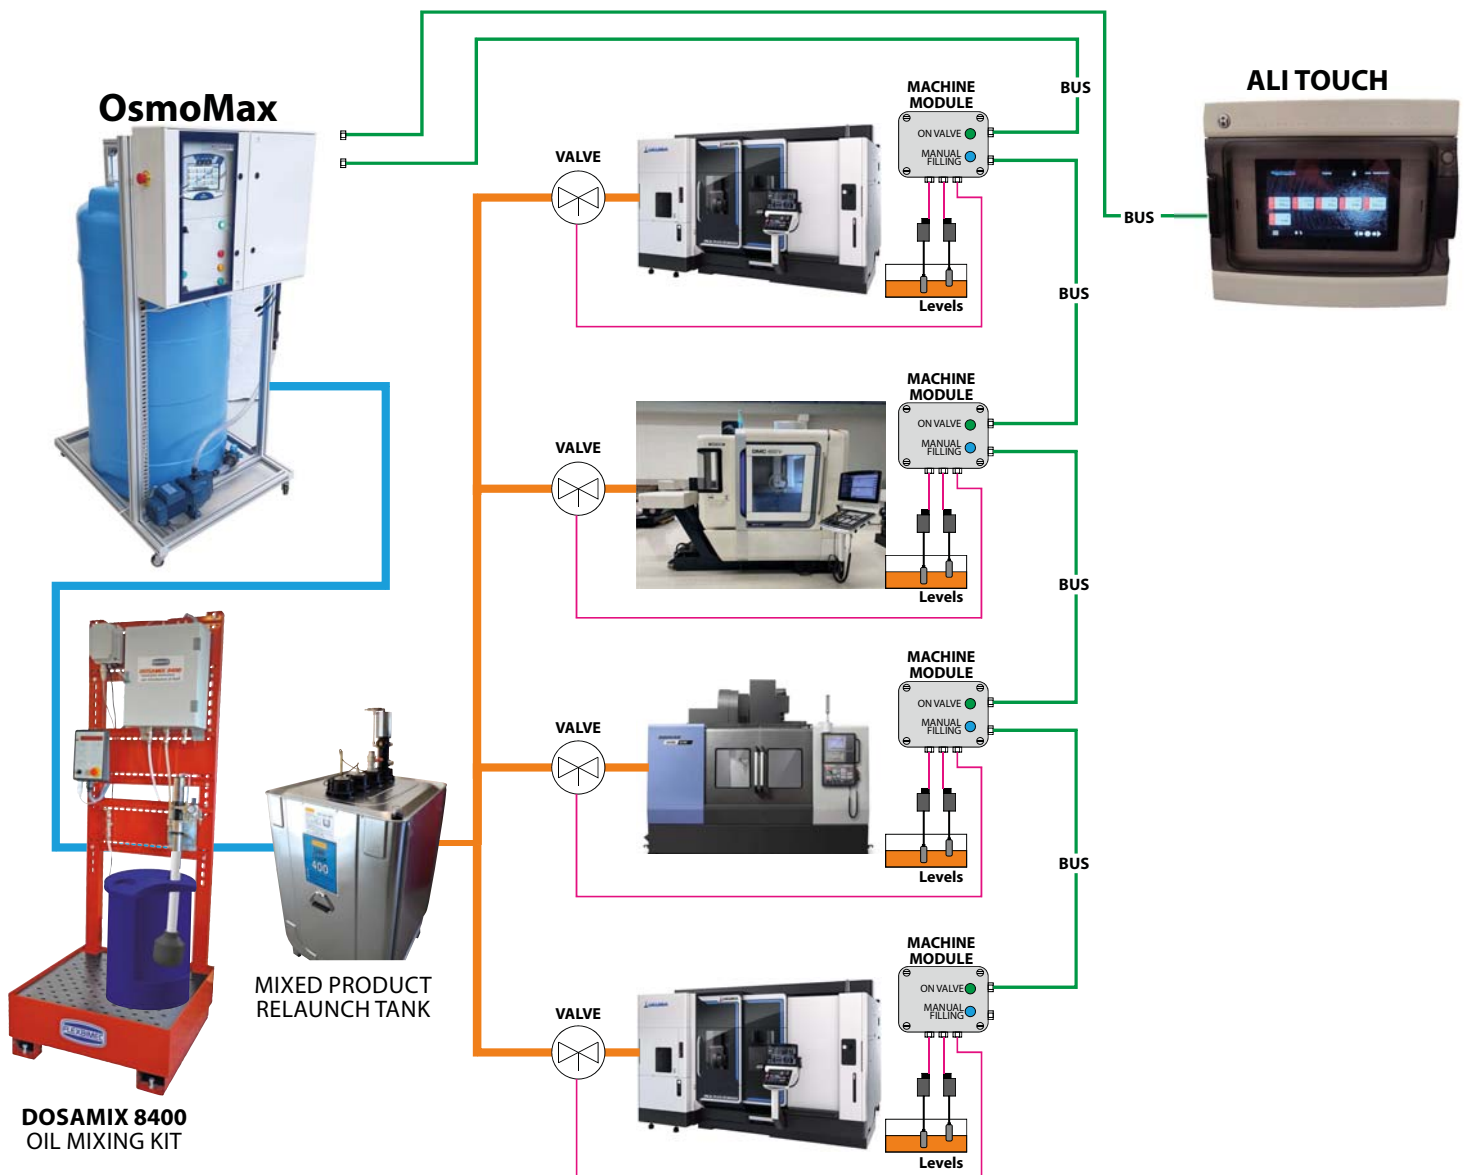 OsmoMax
ALI TOUCH
BUS
BUS
MACHINE
MODULE
ON VALVE
MANUAL
FILLING
VALVE
Levels
BUS
MACHINE
MODULE
ON VALVE
MANUAL
FILLING
VALVE
Levels
BUS
MACHINE
MODULE
ON VALVE
MANUAL
FILLING
VALVE
Levels
BUS
MACHINE
MODULE
ON VALVE
MANUAL
FILLING
VALVE
Levels
400
MIXED PRODUCT
RELAUNCH TANK
DOSAMIX 8400
OIL MIXING KIT